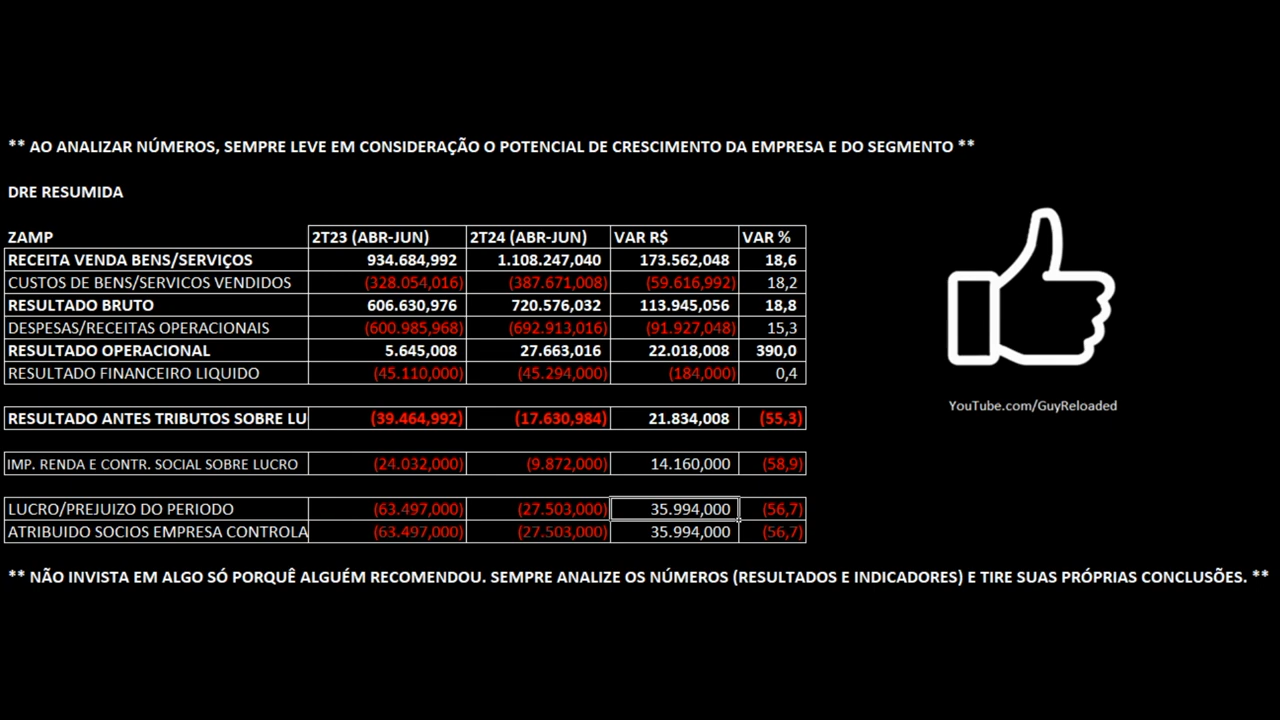 ** AO ANALIZAR NÚMEROS, SEMPRE LEVE EM CONSIDERAÇÃO O POTENCIAL DE CRESCIMENTO DA EMPRESA E DO SEGMENTO **
DRE RESUMIDA
ZAMP 2T23 (ABR-JUN) 2T24 (ABR-JUN) VAR R$ VAR %
RECEITA VENDA BENS/SERVIÇOS 934.684,992 1.108.247,040 173.562,048 18,6
CUSTOS DE BENS/SERVICOS VENDIDOS (328.054,016) (387.671,008) (59.616,992) 18,2
RESULTADO BRUTO 606.630,976 720.576,032 113.945,056 18,8
DESPESAS/RECEITAS OPERACIONAIS (600.985,968) (692.913,016) (91.927,048) 15,3
RESULTADO OPERACIONAL 5.645,008 27.663,016 22.018,008 390,0
RESULTADO FINANCEIRO LIQUIDO (45.110,000) (45.294,000) (184,000) 0,4
RESULTADO ANTES TRIBUTOS SOBRE LU (39.464,992) (17.630,984) 21.834,008 (55,3)
IMP. RENDA E CONTR. SOCIAL SOBRE LUCRO (24.032,000) (9.872,000) 14.160,000 (58,9)
LUCRO/PREJUIZO DO PERIODO (63.497,000) (27.503,000) 35.994,000 (56,7)
ATRIBUIDO SOCIOS EMPRESA CONTROLA (63.497,000) (27.503,000) 35.994,000 (56,7)
YouTube.com/GuyReloaded
** NÃO INVISTA EM ALGO SÓ PORQUÊ ALGUÉM RECOMENDOU. SEMPRE ANALIZE OS NÚMEROS (RESULTADOS E INDICADORES) E TIRE SUAS PRÓPRIAS CONCLUSÕES. **